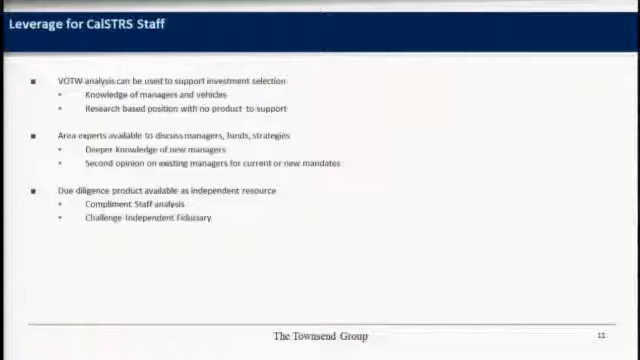 Leverage for CalSTRS Staff
VOTW analysis can be used to support investment selection
Knowledge of managers and vehicles
Research based position with no product to support
Area experts available to discuss managers, funds, strategies
Deeper knowledge of new managers
Second opinion on existing managers for current or new mandates
Due diligence product available as independent resource
Compliment Staff analysis
Challenge Independent Fiduciary
The Townsend Group
11